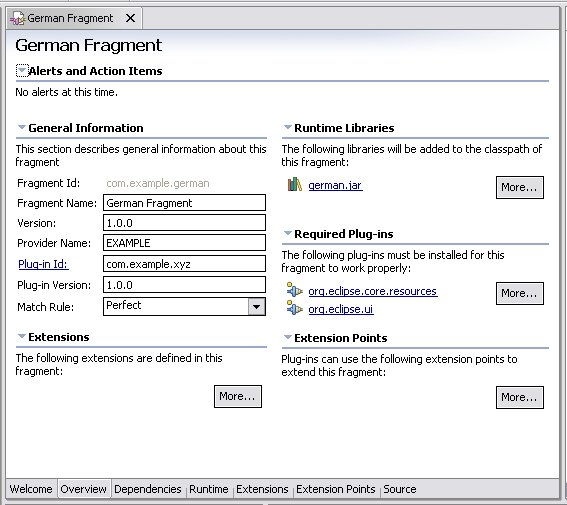 German Fragment
German Fragment
Alerts and Action Items
No alerts at this time.
General Information
This section describes general information about this
fragment
Fragment Id: com.example.german
Fragment Name: German Fragment
Version: 1.0.0
Provider Name: EXAMPLE
Plug-in Id: com.example.xyz
Plug-in Version: 1.0.0
Match Rule: Perfect
Extensions
The following extensions are defined in this
fragment:
More...
Runtime Libraries
The following libraries will be added to the classpath of
this fragment:
german.jar
More...
Required Plug-ins
The following plug-ins must be installed for this
fragment to work properly:
org.eclipse.core.resources
More...
org.eclipse.ui
Extension Points
Plug-ins can use the following extension points to
extend this fragment:
More...
Welcome Overview Dependencies Runtime Extensions Extension Points Source